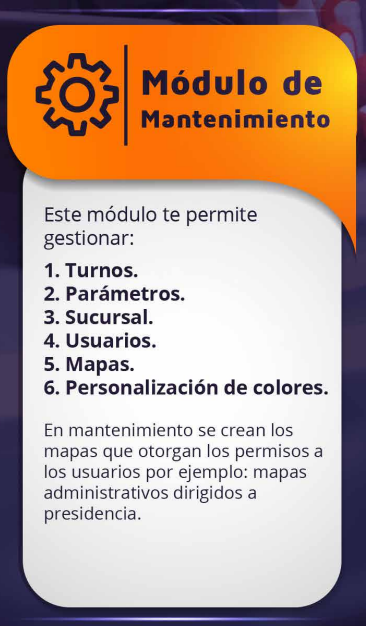 Módulo de
Mantenimiento
Este módulo te permite
gestionar:
1. Turnos.
2. Parámetros.
3. Sucursal.
4. Usuarios.
5. Mapas.
6. Personalización de colores.
En mantenimiento se crean los
mapas que otorgan los permisos a
los usuarios por ejemplo: mapas
administrativos dirigidos a
presidencia.